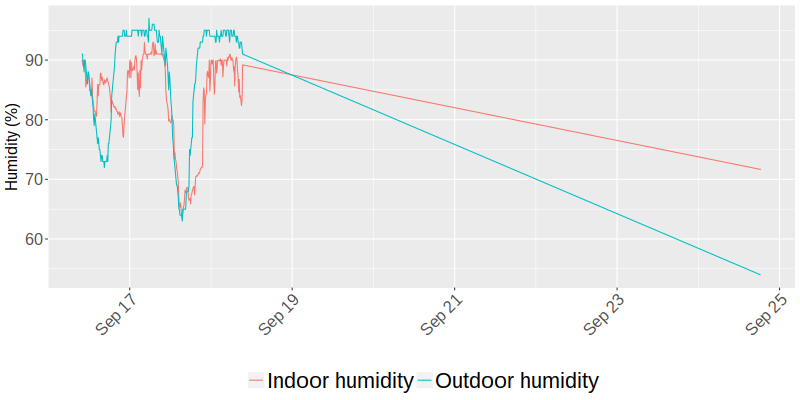 Humidity (%)
90
80
70
60
Sep 17
Sep 19
Sep 21
Sep 23
Sep 25
Indoor humidity
Outdoor humidity